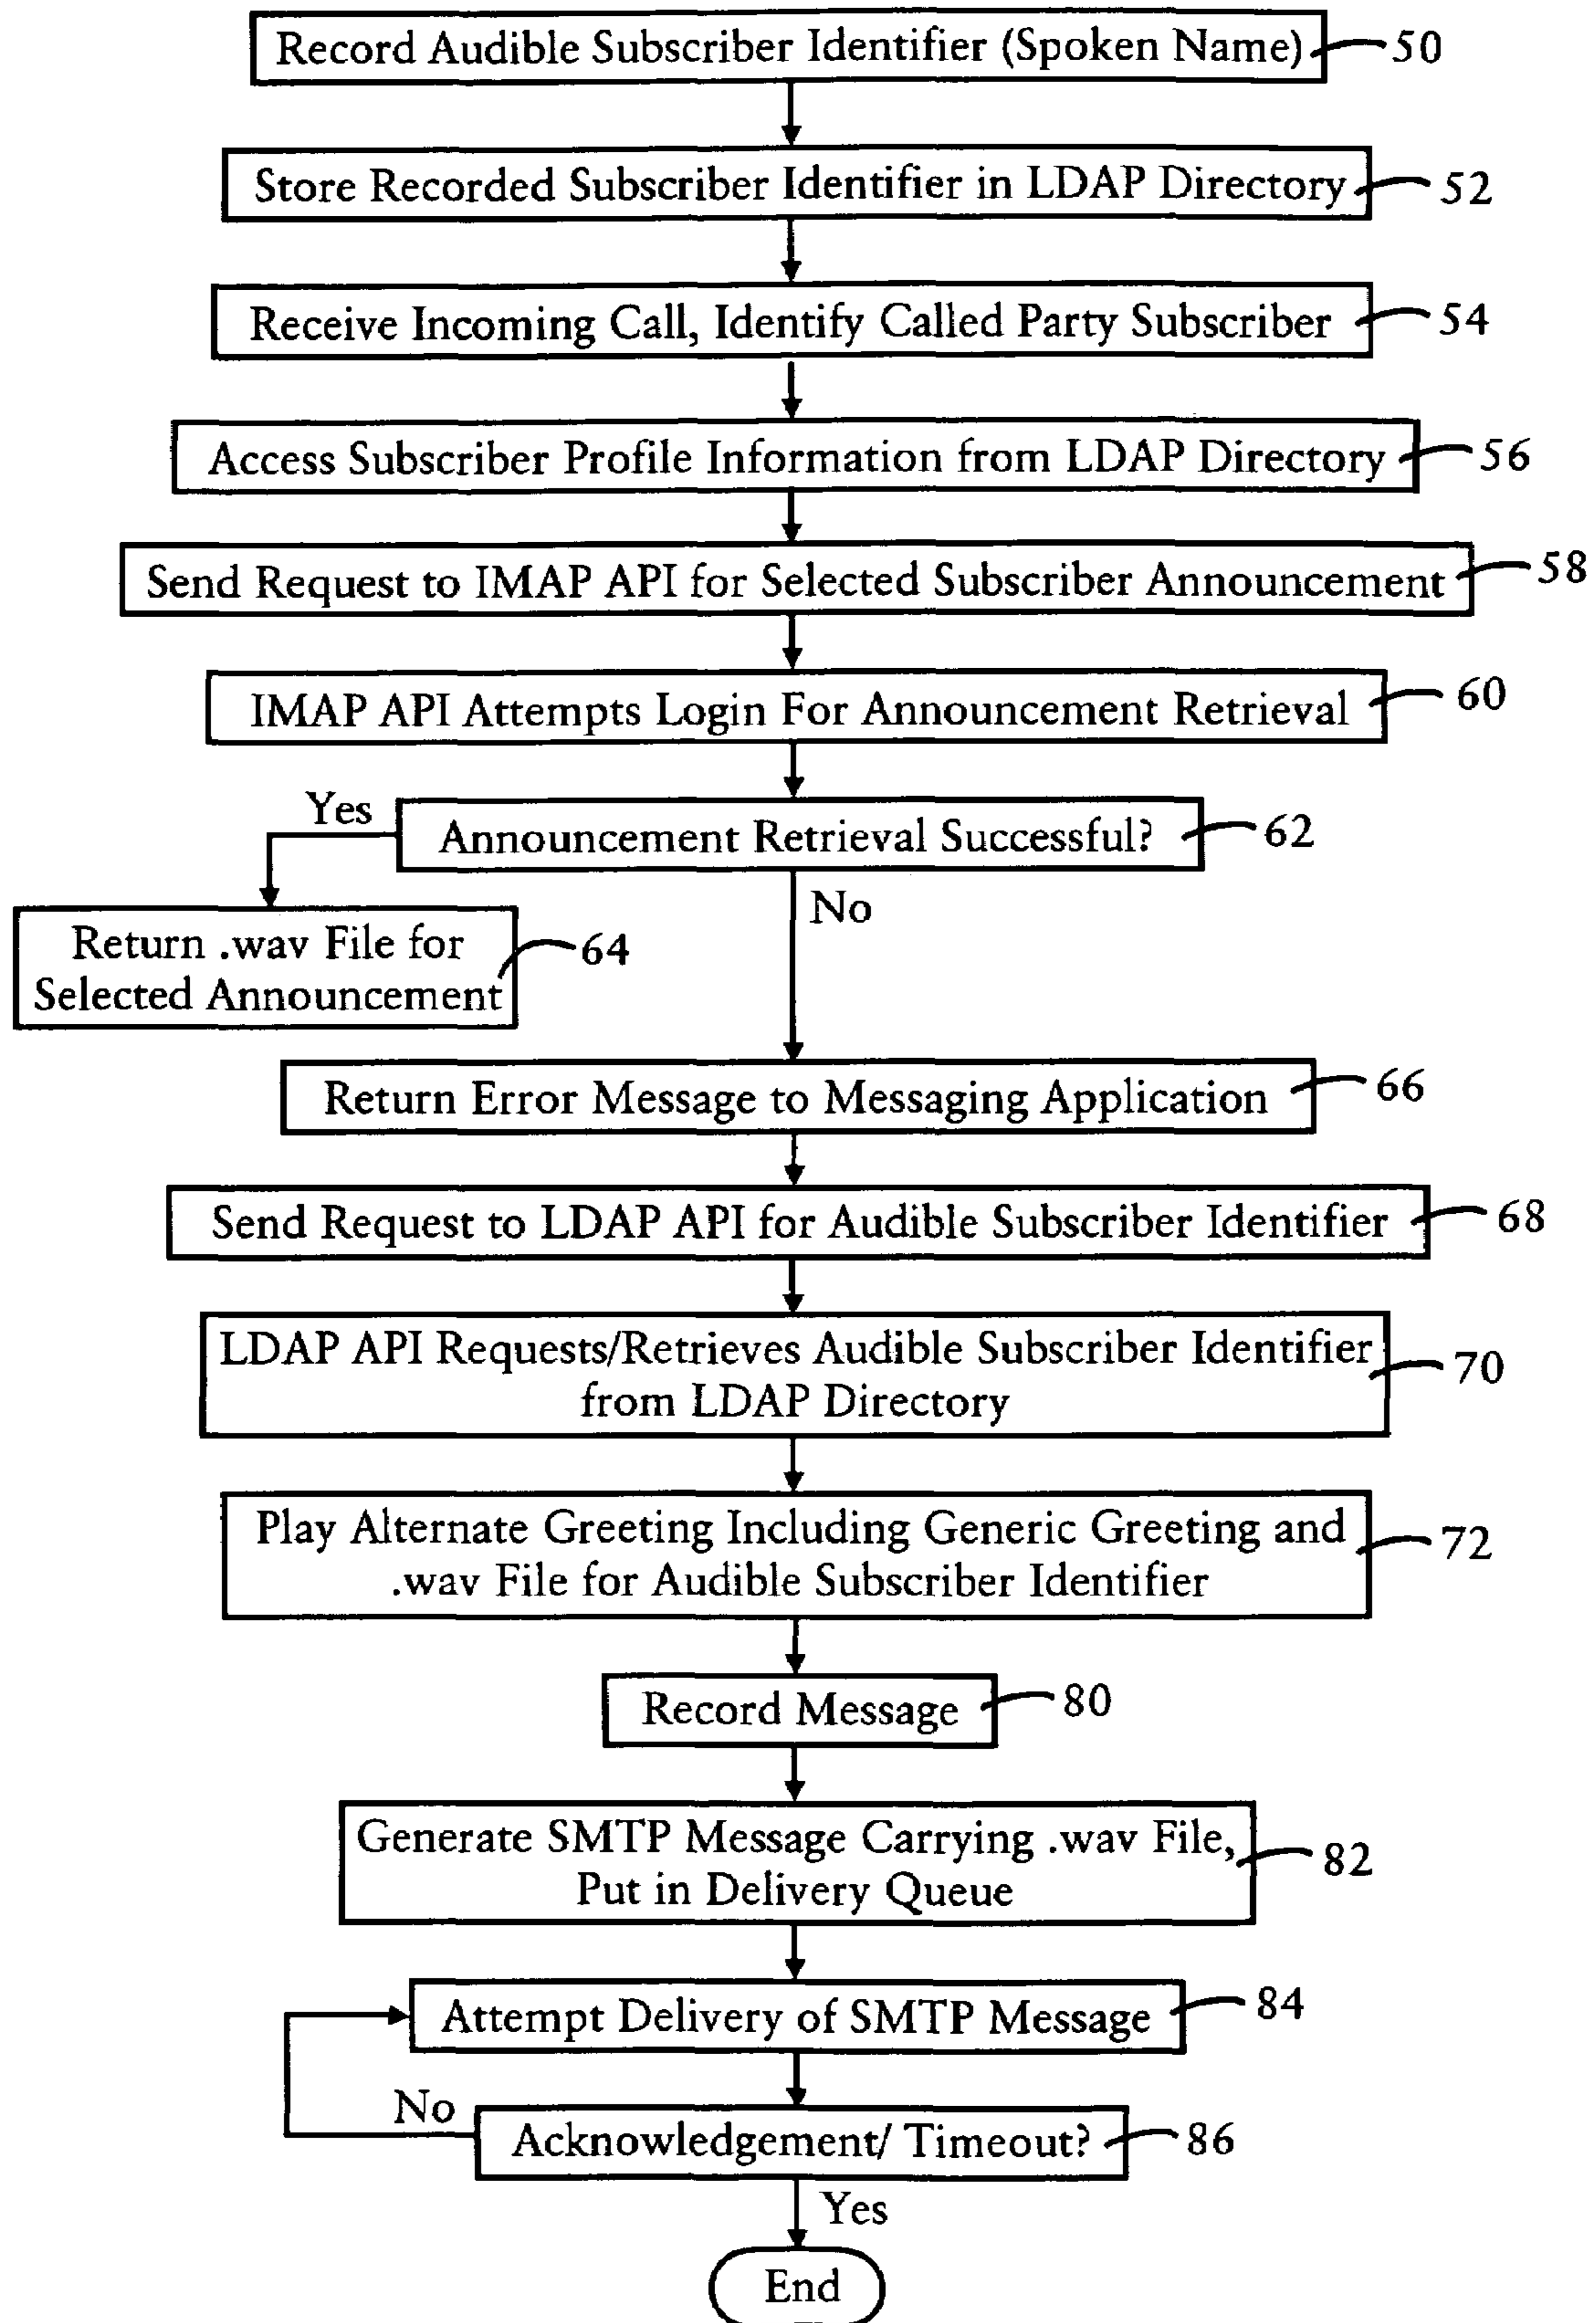 Record Audible Subscriber Identifier (Spoken Name) 50
Store Recorded Subscriber Identifier in LDAP Directory 52
Receive Incoming Call, Identify Called Party Subscriber 54
Access Subscriber Profile Information from LDAP Directory 56
Send Request to IMAP API for Selected Subscriber Announcement 58
IMAP API Attempts Login For Announcement Retrieval 60
Yes
Announcement Retrieval Successful? 62
No
Return .wav File for
Selected Announcement 64
Return Error Message to Messaging Application 66
Send Request to LDAP API for Audible Subscriber Identifier 68
LDAP API Requests/Retrieves Audible Subscriber Identifier
from LDAP Directory 70
Play Alternate Greeting Including Generic Greeting and
.wav File for Audible Subscriber Identifier 72
Record Message 80
Generate SMTP Message Carrying .wav File,
Put in Delivery Queue 82
Attempt Delivery of SMTP Message 84
No
Acknowledgement/ Timeout? 86
Yes
End